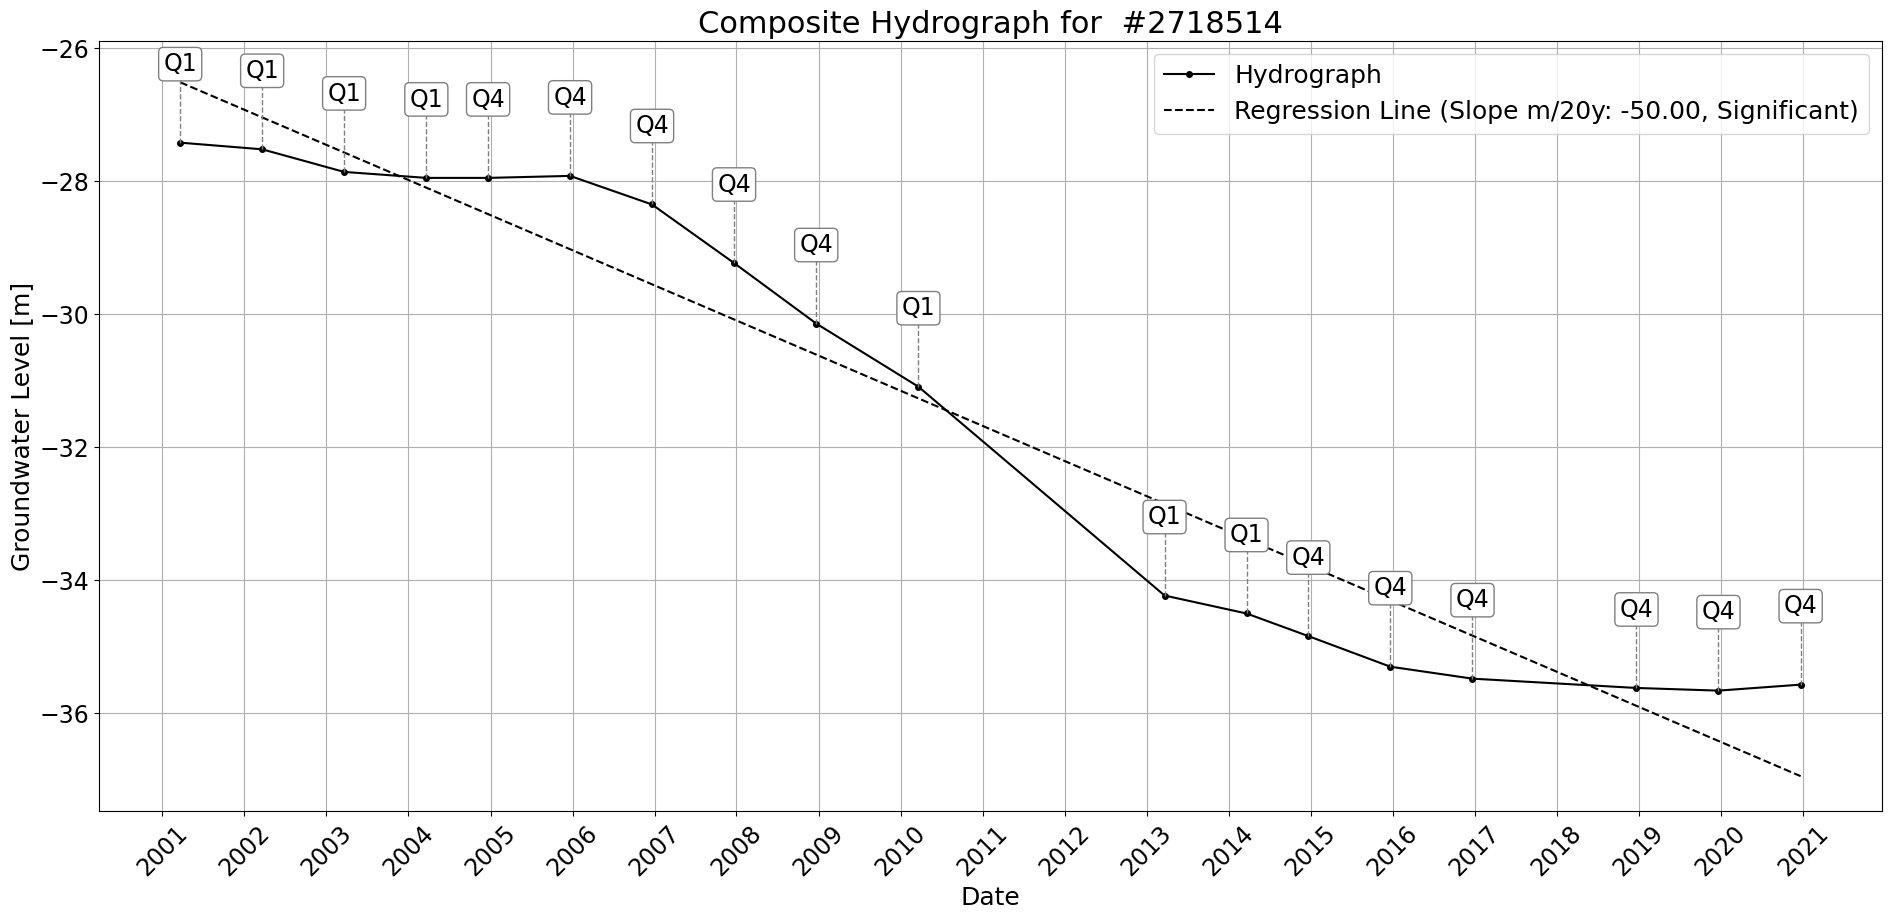 Composite Hydrograph for #2718514
Hydrograph
Regression Line (Slope m/20y: -50.00, Significant)
Groundwater Level [m]
−26
−28
−30
−32
−34
−36
Q1
Q1
Q1
Q1
Q4
Q4
Q4
Q4
Q4
Q1
Q1
Q1
Q4
Q4
Q4
Q4
Q4
Q4
2001
2002
2003
2004
2005
2006
2007
2008
2009
2010
2011
2012
2013
2014
2015
2016
2017
2018
2019
2020
2021
Date